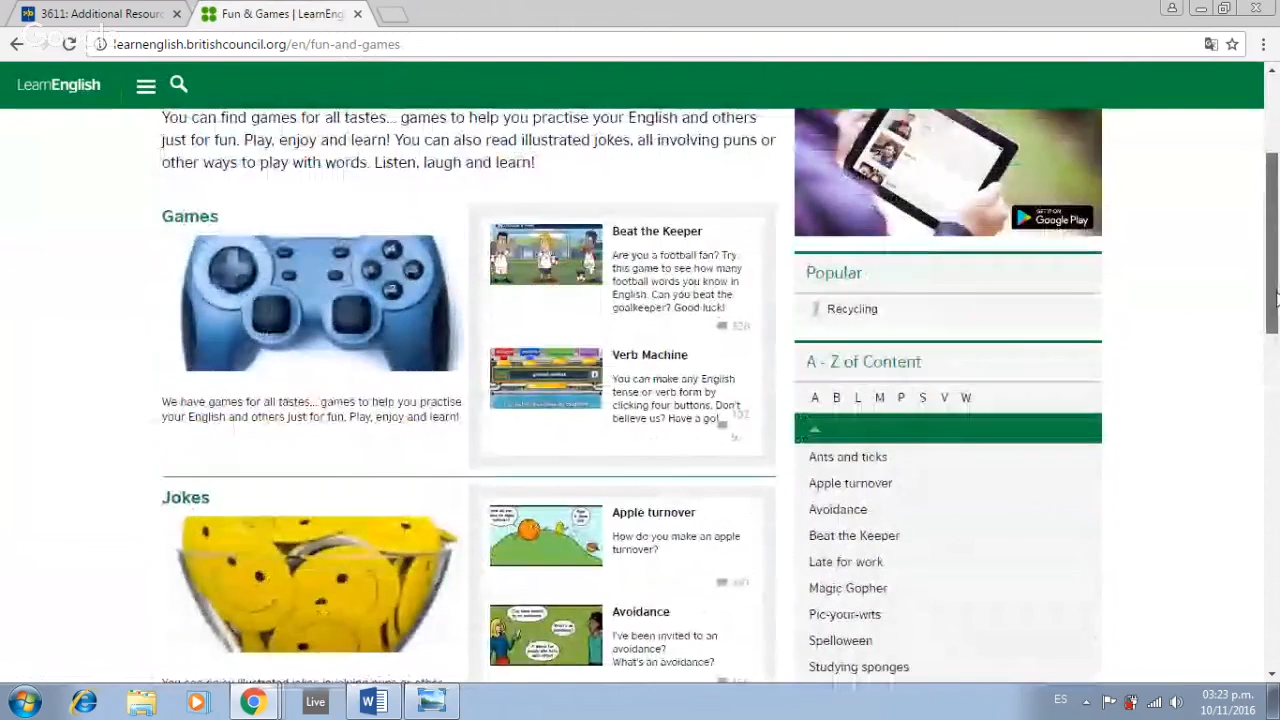 3611: Additional Resour
Fun & Games | LearnEng
learnenglish.britishcouncil.org/en/fun-and-games
LearnEnglish
You can find games for all tastes... games to help you practise your English and others
just for fun. Play, enjoy and learn! You can also read illustrated jokes, all involving puns or
other ways to play with words. Listen, laugh and learn!
GET IT ON
Google Play
Games
Beat the Keeper
Are you a football fan? Try
this game to see how many
football words you know in
English. Can you beat the
goalkeeper? Good luck!
Verb Machine
You can make any English
tense or verb form by
clicking four buttons. Don't
believe us? Have a go!
We have games for all tastes... games to help you practise
your English and others just for fun. Play, enjoy and learn!
Popular
Recycling
A - Z of Content
A B L M P S V W
Ants and ticks
Apple turnover
Avoidance
Beat the Keeper
Late for work
Magic Gopher
Pic-your-wits
Spelloween
Studying sponges
Jokes
Apple turnover
How do you make an apple
turnover?
Avoidance
I've been invited to an
avoidance?
What's an avoidance?
Live
ES
03:23 p.m.
10/11/2016